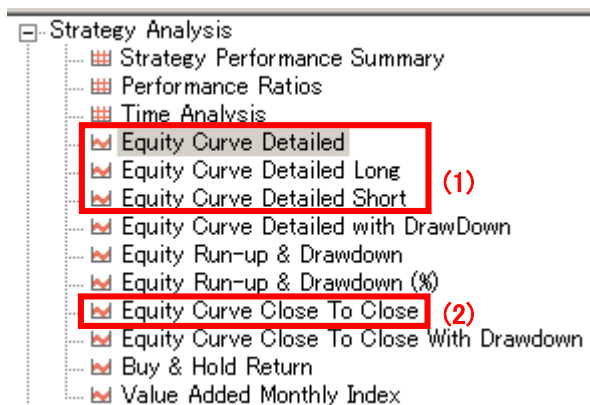 Strategy Analysis
Strategy Performance Summary
Performance Ratios
Time Analysis
Equity Curve Detailed
Equity Curve Detailed Long
(1)
Equity Curve Detailed Short
Equity Curve Detailed with DrawDown
Equity Run-up & Drawdown
Equity Run-up & Drawdown (%)
Equity Curve Close To Close (2)
Equity Curve Close To Close With Drawdown
Buy & Hold Return
Value Added Monthly Index